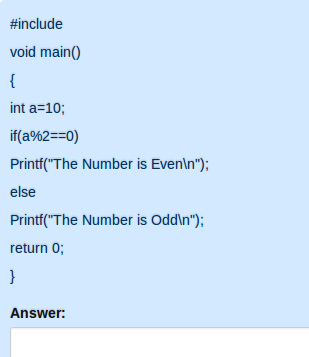 #include
void main()
{
int a=10;
if(a%2==0)
Printf("The Number is Even\n");
else
Printf("The Number is Odd\n");
return 0;
}
Answer: